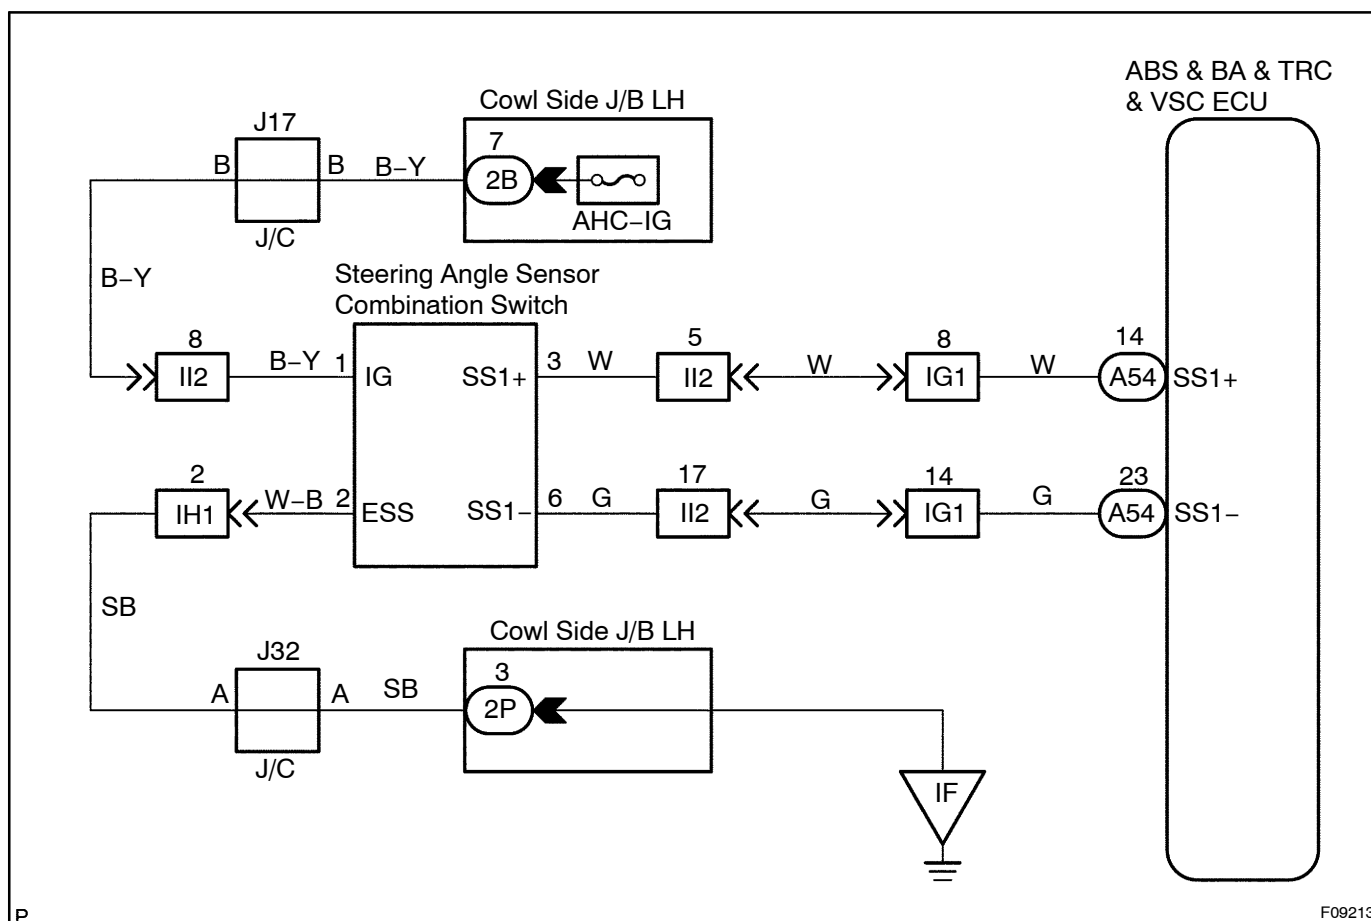 ABS & BA & TRC
& VSC ECU
Cowl Side J/B LH
J17
7
B
B
B–Y
2B
AHC–IG
J/C
B–Y
Steering Angle Sensor
Combination Switch
8
II2
B–Y
1
IG
SS1+
3
W
5
II2
W
8
IG1
W
14
A54
SS1+
2
IH1
W–B
2
ESS
SS1–
6
G
17
II2
G
14
IG1
G
23
A54
SS1–
SB
Cowl Side J/B LH
J32
3
A
A
SB
2P
J/C
IF
P
F09213